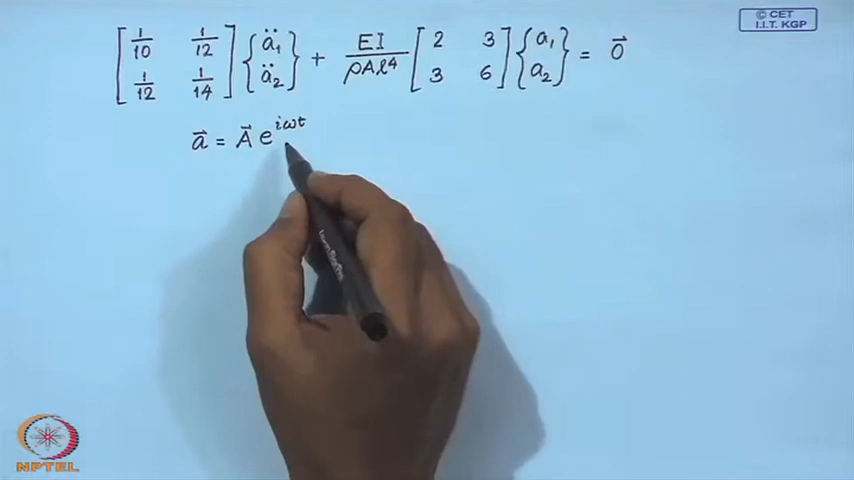 [ 1/10 1/12 ; 1/12 1/14 ] { ä₁ ; ä₂ } + EI/ρAl⁴ [ 2 3 ; 3 6 ] { a₁ ; a₂ } = 0⃗
a⃗ = A⃗ e^{iωt}
© CET
I.I.T. KGP
NPTEL